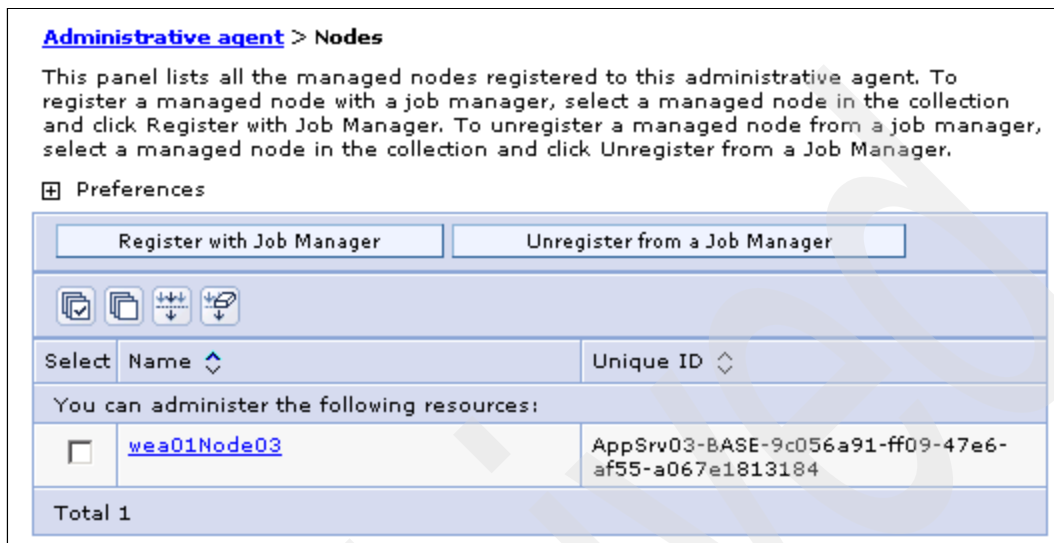 Administrative agent > Nodes
This panel lists all the managed nodes registered to this administrative agent. To
register a managed node with a job manager, select a managed node in the collection
and click Register with Job Manager. To unregister a managed node from a job manager,
select a managed node in the collection and click Unregister from a Job Manager.
Preferences
Register with Job Manager Unregister from a Job Manager
Select Name Unique ID
You can administer the following resources:
wea01Node03 AppSrv03-BASE-9c056a91-ff09-47e6-
af55-a067e1813184
Total 1